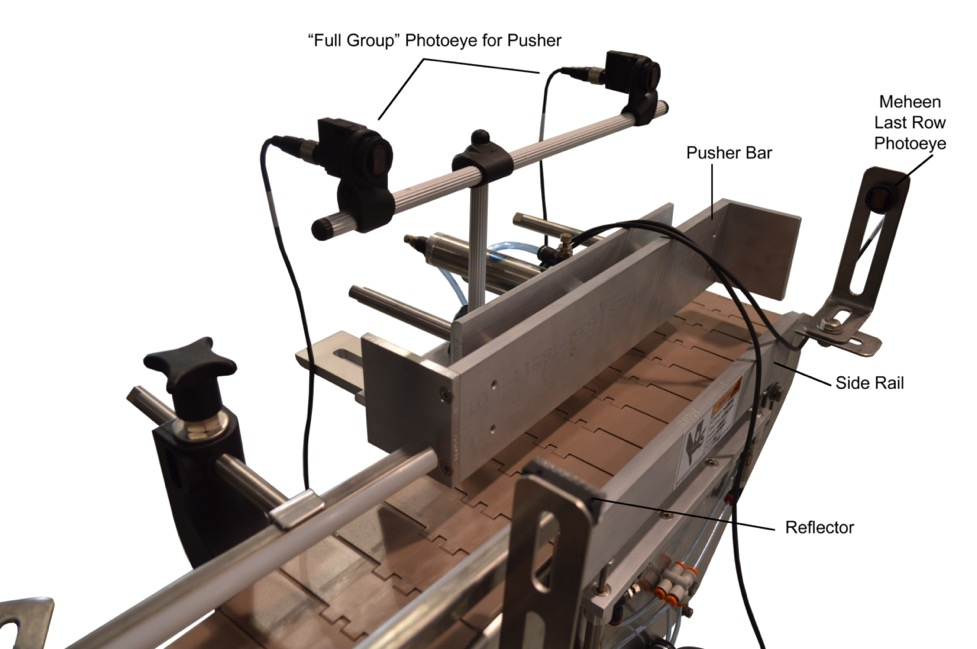 “Full Group” Photoeye for Pusher
Meheen
Last Row
Photoeye
Pusher Bar
Side Rail
Reflector